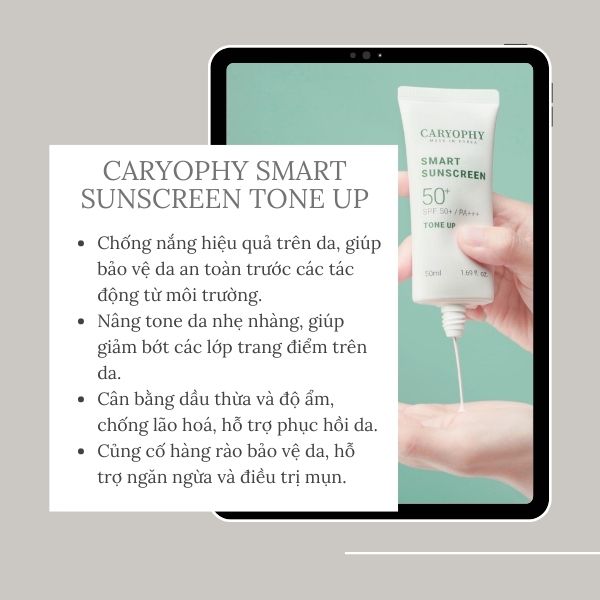 CARYOPHY SMART
SUNSCREEN TONE UP
• Chống nắng hiệu quả trên da, giúp
bảo vệ da an toàn trước các tác
động từ môi trường.
• Nâng tone da nhẹ nhàng, giúp
giảm bớt các lớp trang điểm trên
da.
• Cân bằng dầu thừa và độ ẩm,
chống lão hoá, hỗ trợ phục hồi da.
• Củng cố hàng rào bảo vệ da, hỗ
trợ ngăn ngừa và điều trị mụn.
CARYOPHY
MADE IN KOREA
SMART
SUNSCREEN
50+
SPF 50+ / PA+++
TONE UP
50ml 1.69 fl. oz.